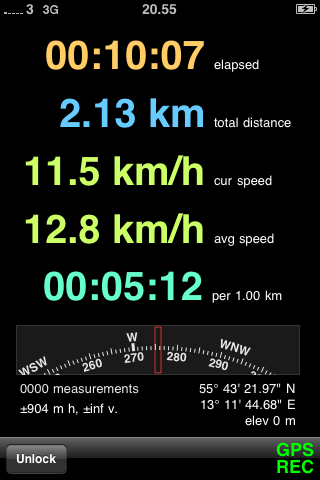 3 3G 20.55
00:10:07 elapsed
2.13 km total distance
11.5 km/h cur speed
12.8 km/h avg speed
00:05:12 per 1.00 km
WSW 260 W 270 280 WNW 290
0000 measurements 55° 43' 21.97" N
±904 m h, ±inf v. 13° 11' 44.68" E
elev 0 m
Unlock GPS
REC